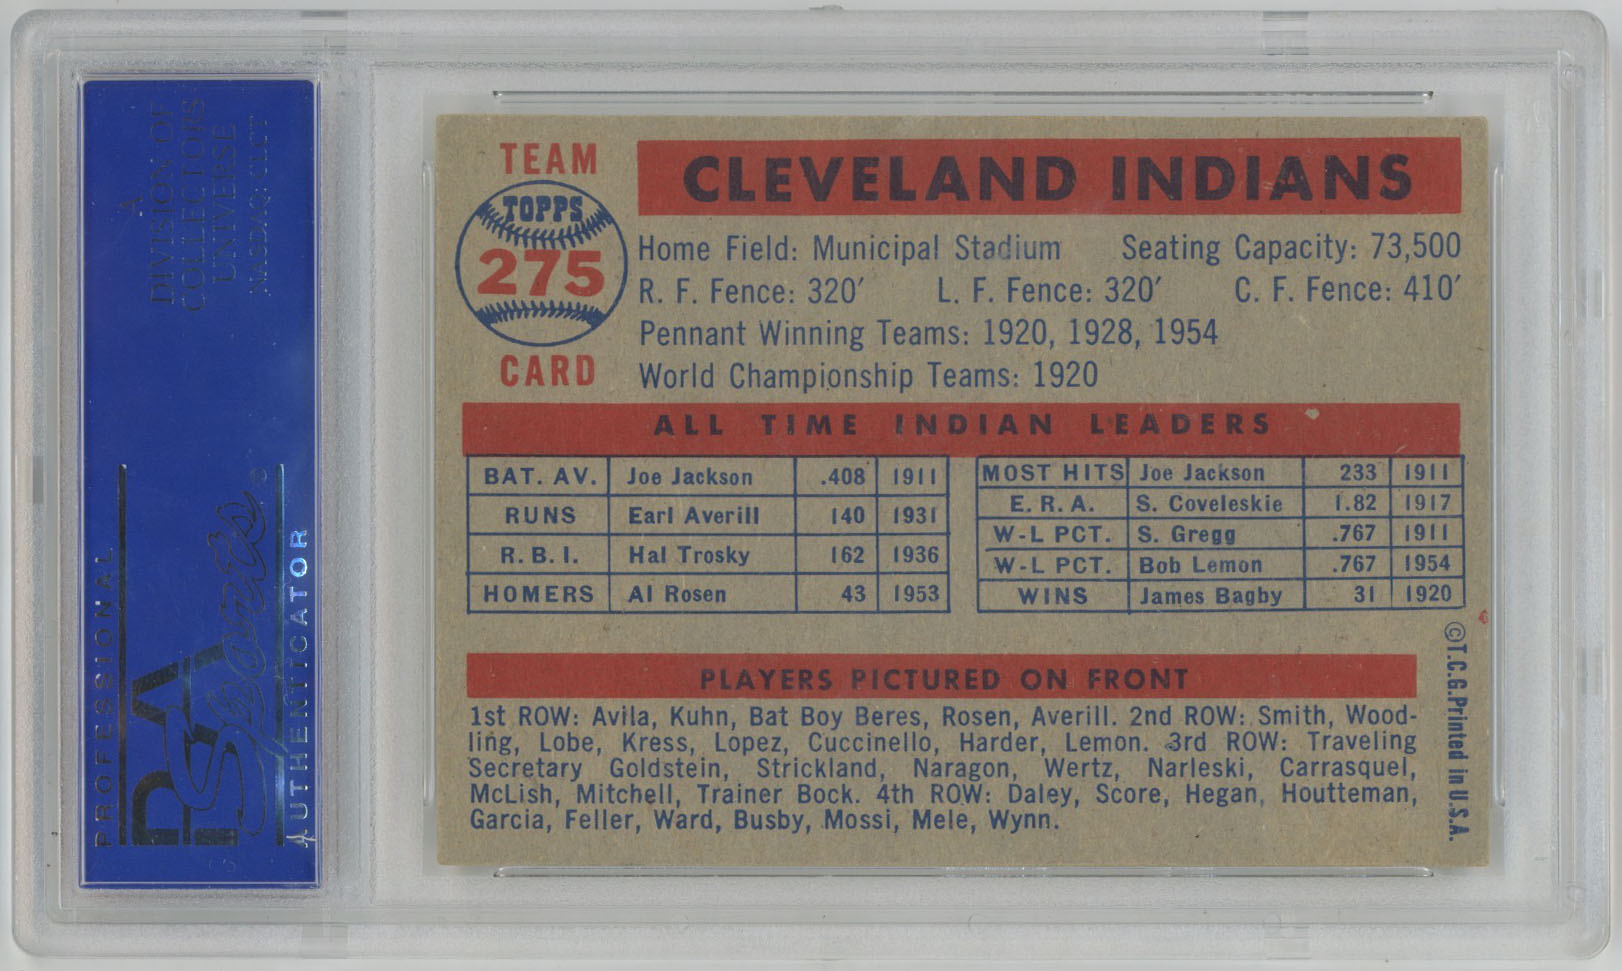 DIVISION OF
COLLECTORS
UNIVERSE
NASDAQ: CLCT
PROFESSIONAL
PSA
Sports
AUTHENTICATOR
TEAM
TOPPS
275
CARD
CLEVELAND INDIANS
Home Field: Municipal Stadium Seating Capacity: 73,500
R. F. Fence: 320′ L. F. Fence: 320′ C. F. Fence: 410′
Pennant Winning Teams: 1920, 1928, 1954
World Championship Teams: 1920
ALL TIME INDIAN LEADERS
BAT. AV. Joe Jackson .408 1911
RUNS Earl Averill 140 1931
R.B.I. Hal Trosky 162 1936
HOMERS Al Rosen 43 1953
MOST HITS Joe Jackson 233 1911
E.R.A. S. Coveleskie 1.82 1917
W-L PCT. S. Gregg .767 1911
W-L PCT. Bob Lemon .767 1954
WINS James Bagby 31 1920
PLAYERS PICTURED ON FRONT
1st ROW: Avila, Kuhn, Bat Boy Beres, Rosen, Averill. 2nd ROW: Smith, Wood-
ling, Lobe, Kress, Lopez, Cuccinello, Harder, Lemon. 3rd ROW: Traveling
Secretary Goldstein, Strickland, Naragon, Wertz, Narleski, Carrasquel,
McLish, Mitchell, Trainer Bock. 4th ROW: Daley, Score, Hegan, Houtteman,
Garcia, Feller, Ward, Busby, Mossi, Mele, Wynn.
©T.C.G. Printed in U.S.A.